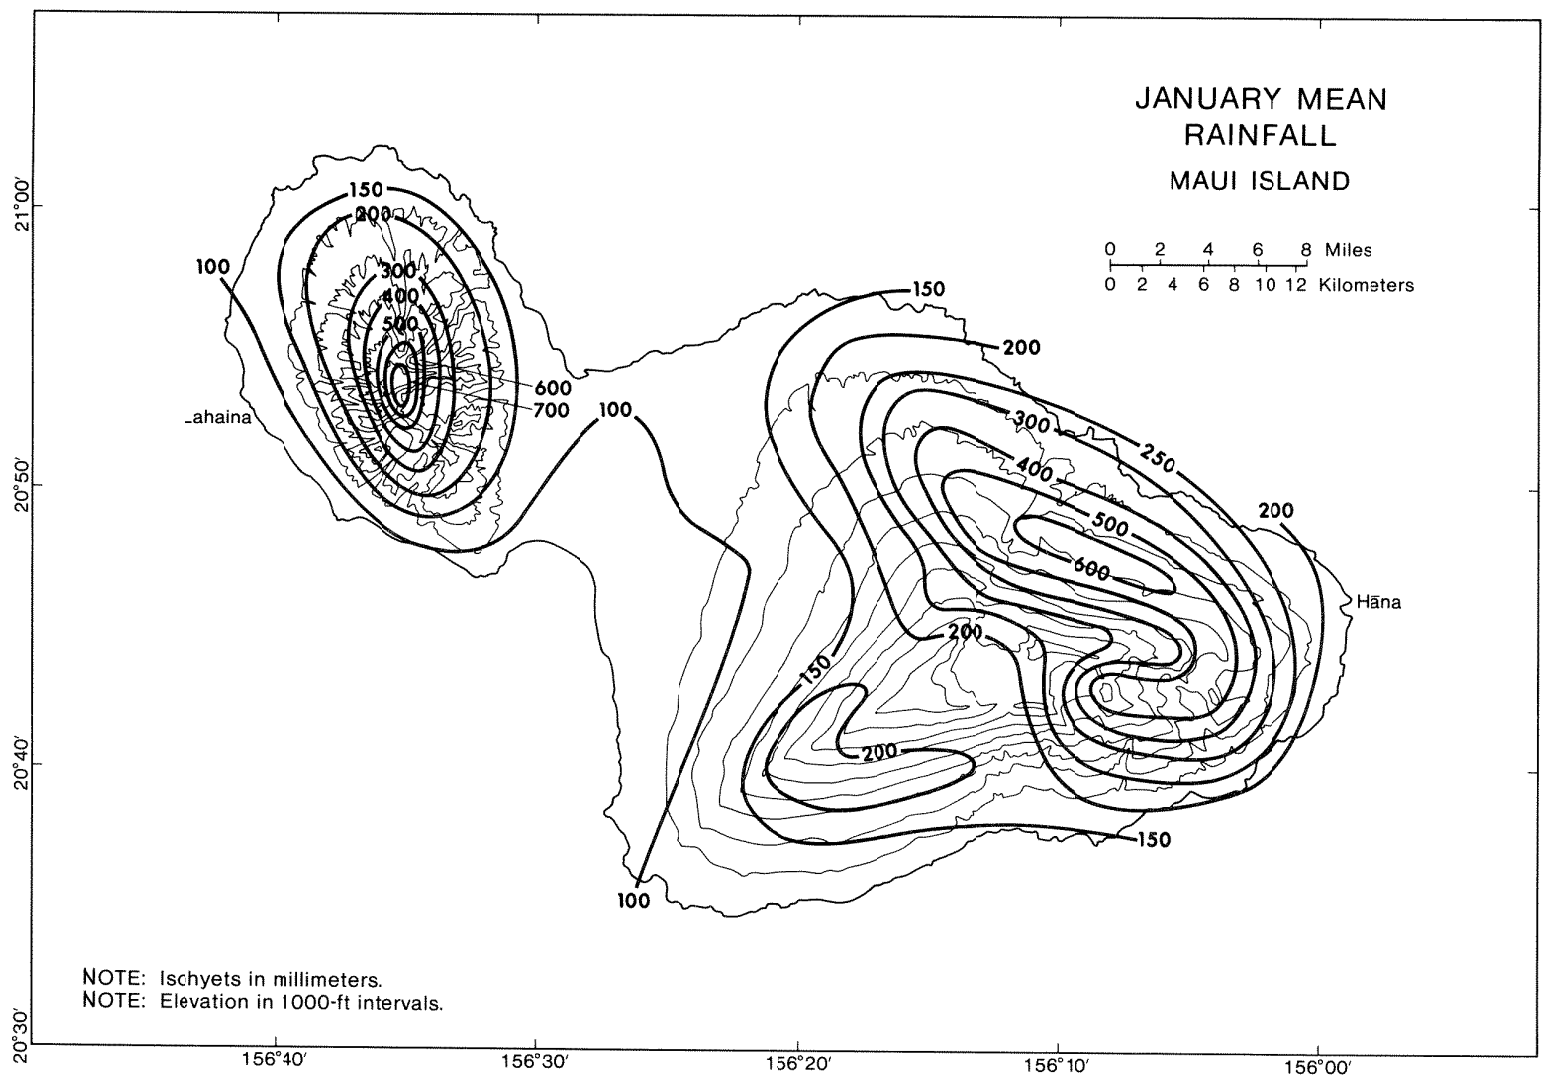 JANUARY MEAN
RAINFALL
MAUI ISLAND
0 2 4 6 8 Miles
0 2 4 6 8 10 12 Kilometers
21°00′
20°50′
20°40′
20°30′
150
200
100
300
400
500
600
700
100
_ahaina
150
200
300
250
400
500
200
600
Hāna
200
150
200
150
100
NOTE: Ischyets in millimeters.
NOTE: Elevation in 1000-ft intervals.
156°40′ 156°30′ 156°20′ 156°10′ 156°00′